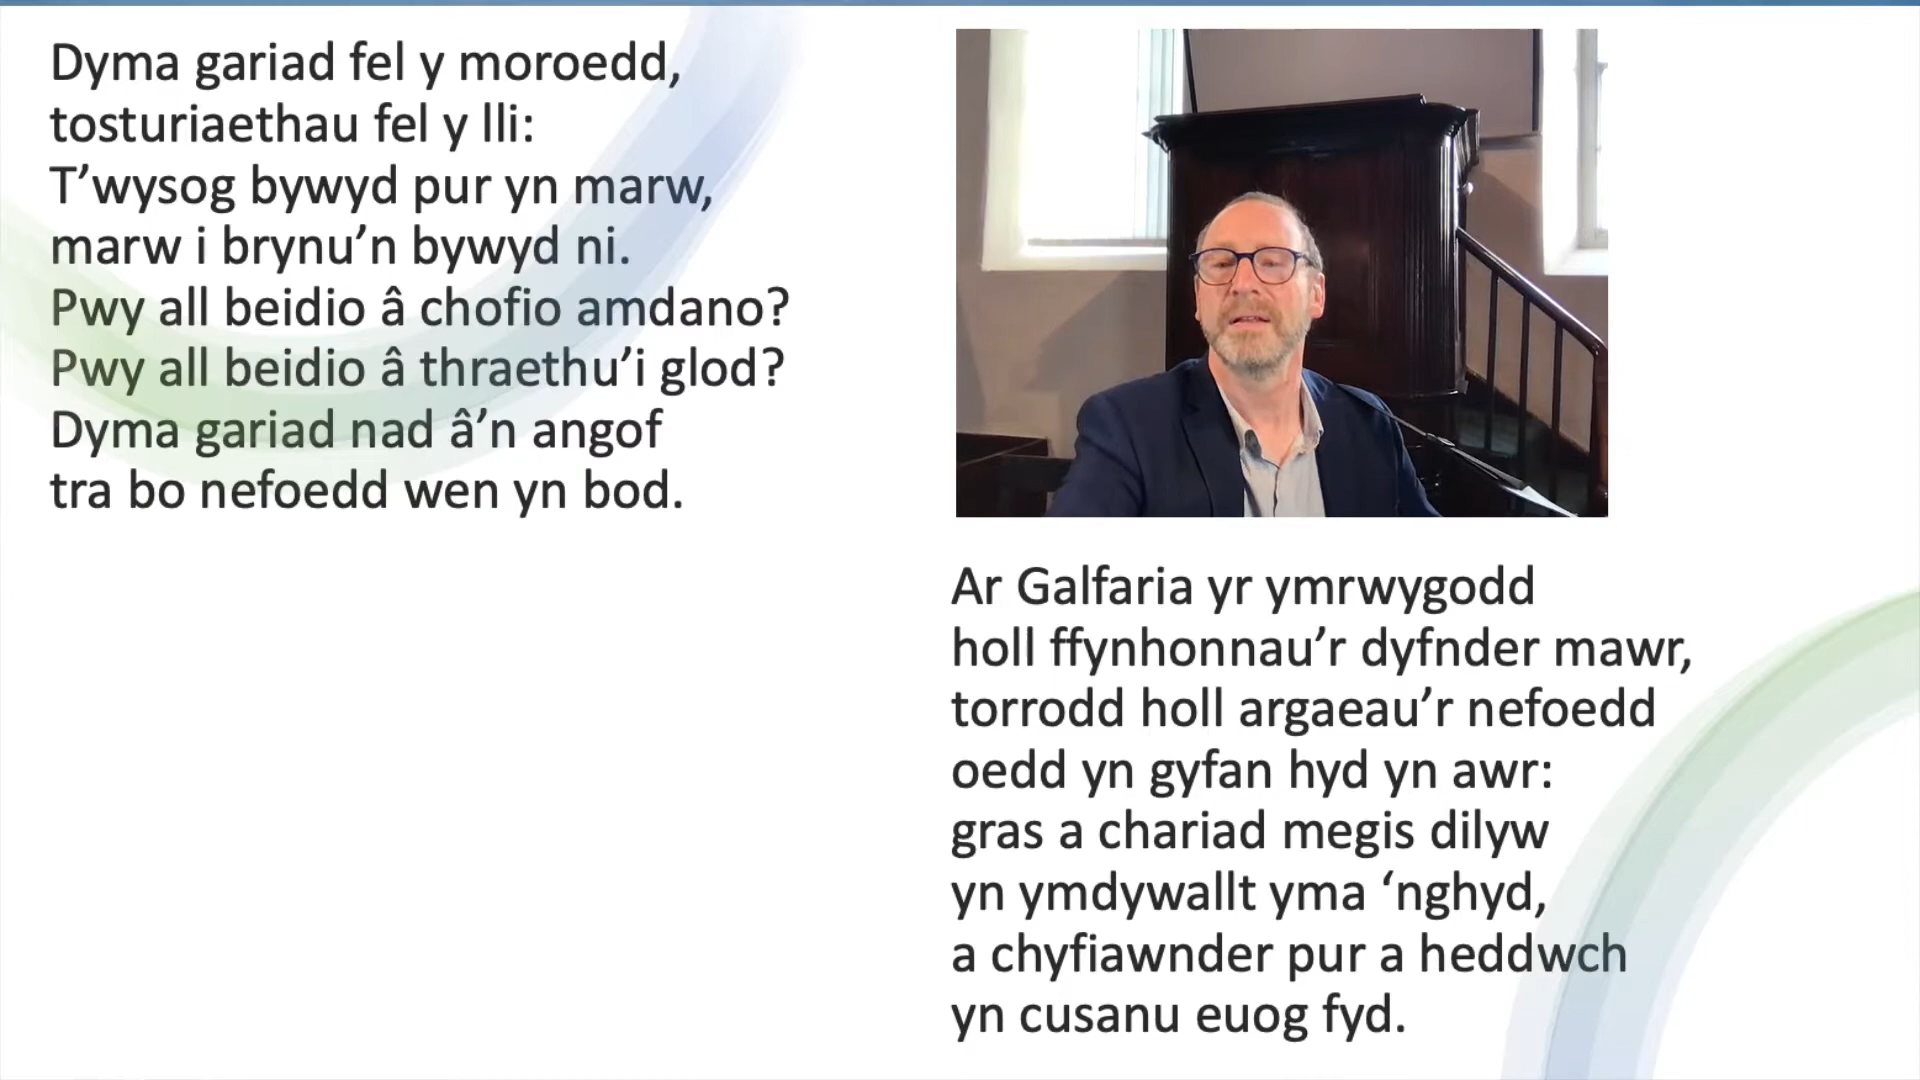 Dyma gariad fel y moroedd,
tosturiaethau fel y lli:
T’wysog bywyd pur yn marw,
marw i brynu’n bywyd ni.
Pwy all beidio â chofio amdano?
Pwy all beidio â thraethu’i glod?
Dyma gariad nad â’n angof
tra bo nefoedd wen yn bod.
Ar Galfaria yr ymrwygodd
holl ffynhonnau’r dyfnder mawr,
torrodd holl argaeau’r nefoedd
oedd yn gyfan hyd yn awr:
gras a chariad megis dilyw
yn ymdywallt yma ‘nghyd,
a chyfiawnder pur a heddwch
yn cusanu euog fyd.